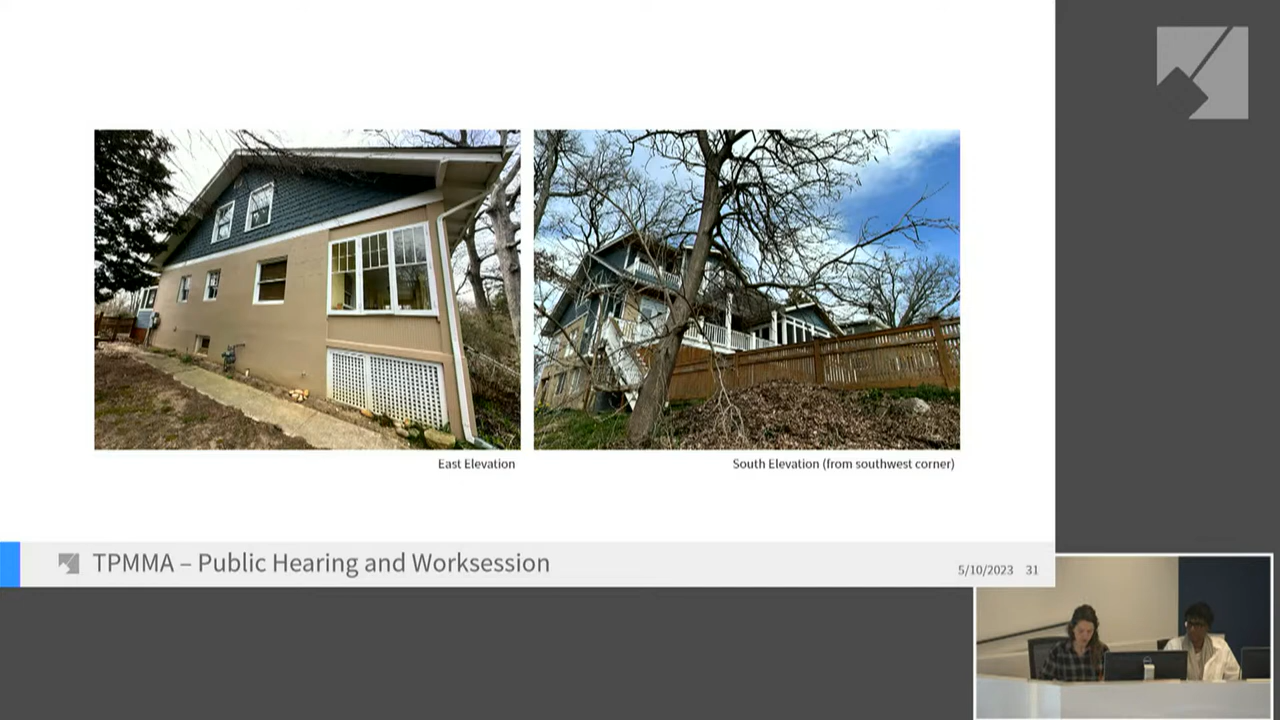 East Elevation
South Elevation (from southwest corner)
TPMMA – Public Hearing and Worksession
5/10/2023 31